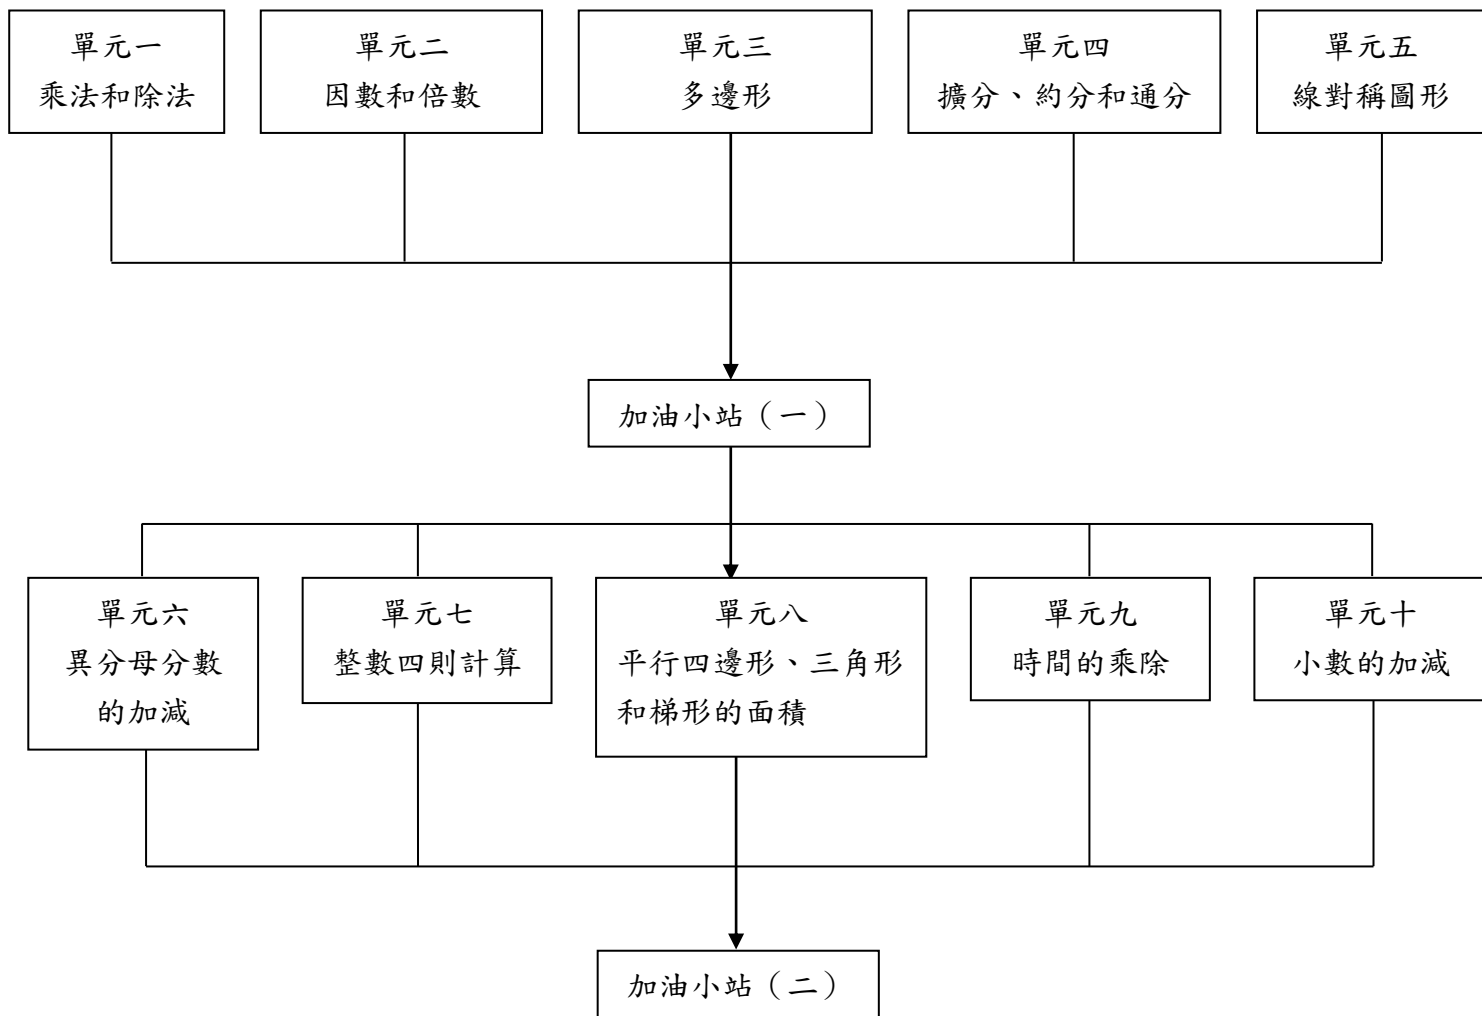 單元一
乘法和除法
單元二
因數和倍數
單元三
多邊形
單元四
擴分、約分和通分
單元五
線對稱圖形
加油小站（一）
單元六
異分母分數
的加減
單元七
整數四則計算
單元八
平行四邊形、三角形
和梯形的面積
單元九
時間的乘除
單元十
小數的加減
加油小站（二）